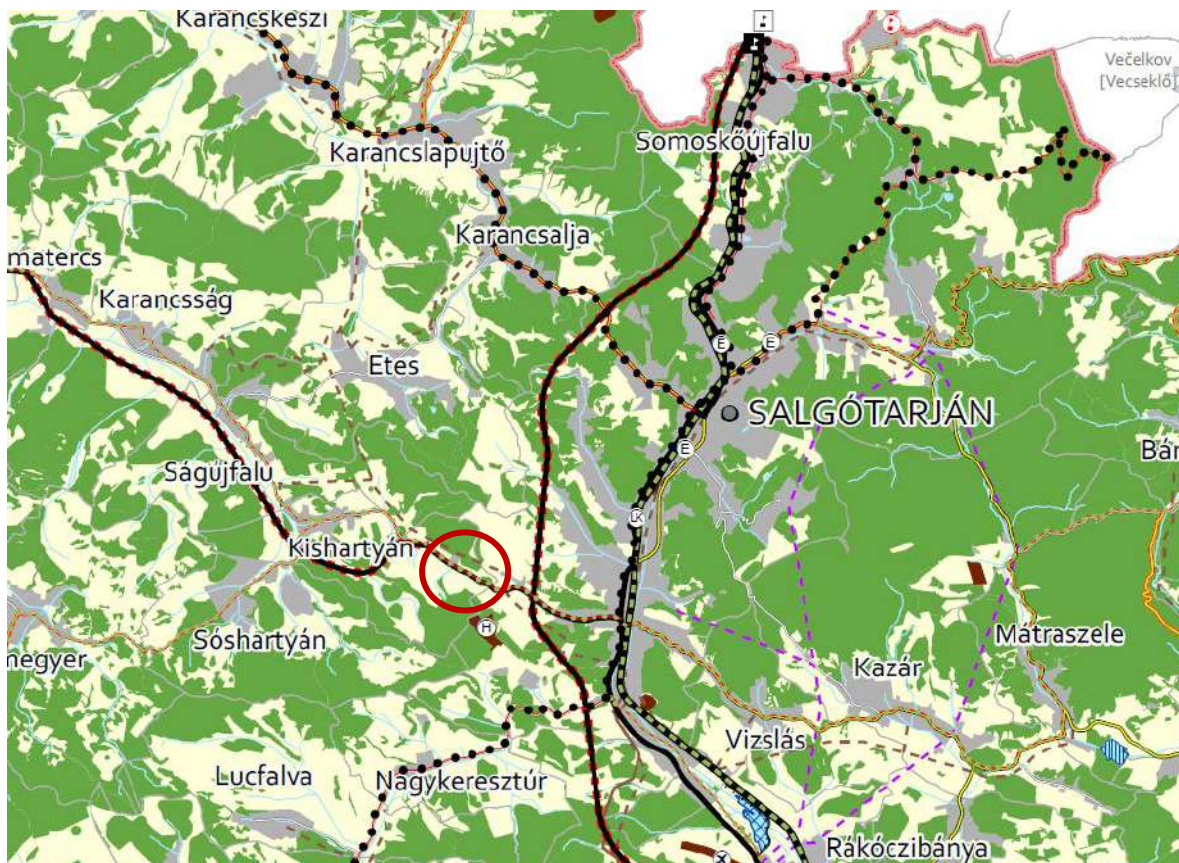 Karancskeszi
Večelkov
[Vecseklő]
Karancslapujtő
Somoskőújfalu
Karancsalja
matercs
Karancsság
Etes
É
É
SALGÓTARJÁN
É
Bár
Ságújfalu
LK
Kishartyán
Sóshartyán
H
Mátraszele
negyer
Kazár
Vizslás
Lucfalva
Nagykeresztúr
Rákóczibánya